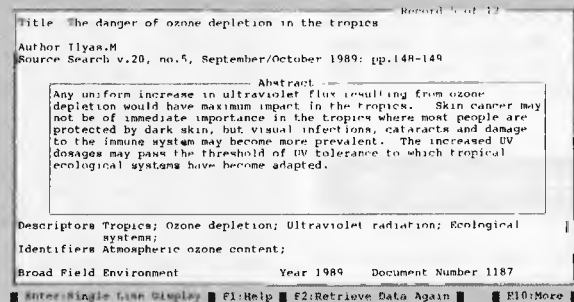 Record 5 of 12
Title The danger of ozone depletion in the tropics
Author Ilyas.M
Source Search v.20, no.5, September/October 1989: pp.148-149
Abstract
Any uniform increase in ultraviolet flux resulting from ozone
depletion would have maximum impact in the tropics. Skin cancer may
not be of immediate importance in the tropics where most people are
protected by dark skin, but visual infections, cataracts and damage
to the immune system may become more prevalent. The increased UV
dosages may pass the threshold of UV tolerance to which tropical
ecological systems have become adapted.
Descriptors Tropics; Ozone depletion; Ultraviolet radiation; Ecological
systems;
Identifiers Atmospheric ozone content;
Broad Field Environment Year 1989 Document Number 1187
Enter:Single Line Display F1:Help F2:Retrieve Data Again F10:More